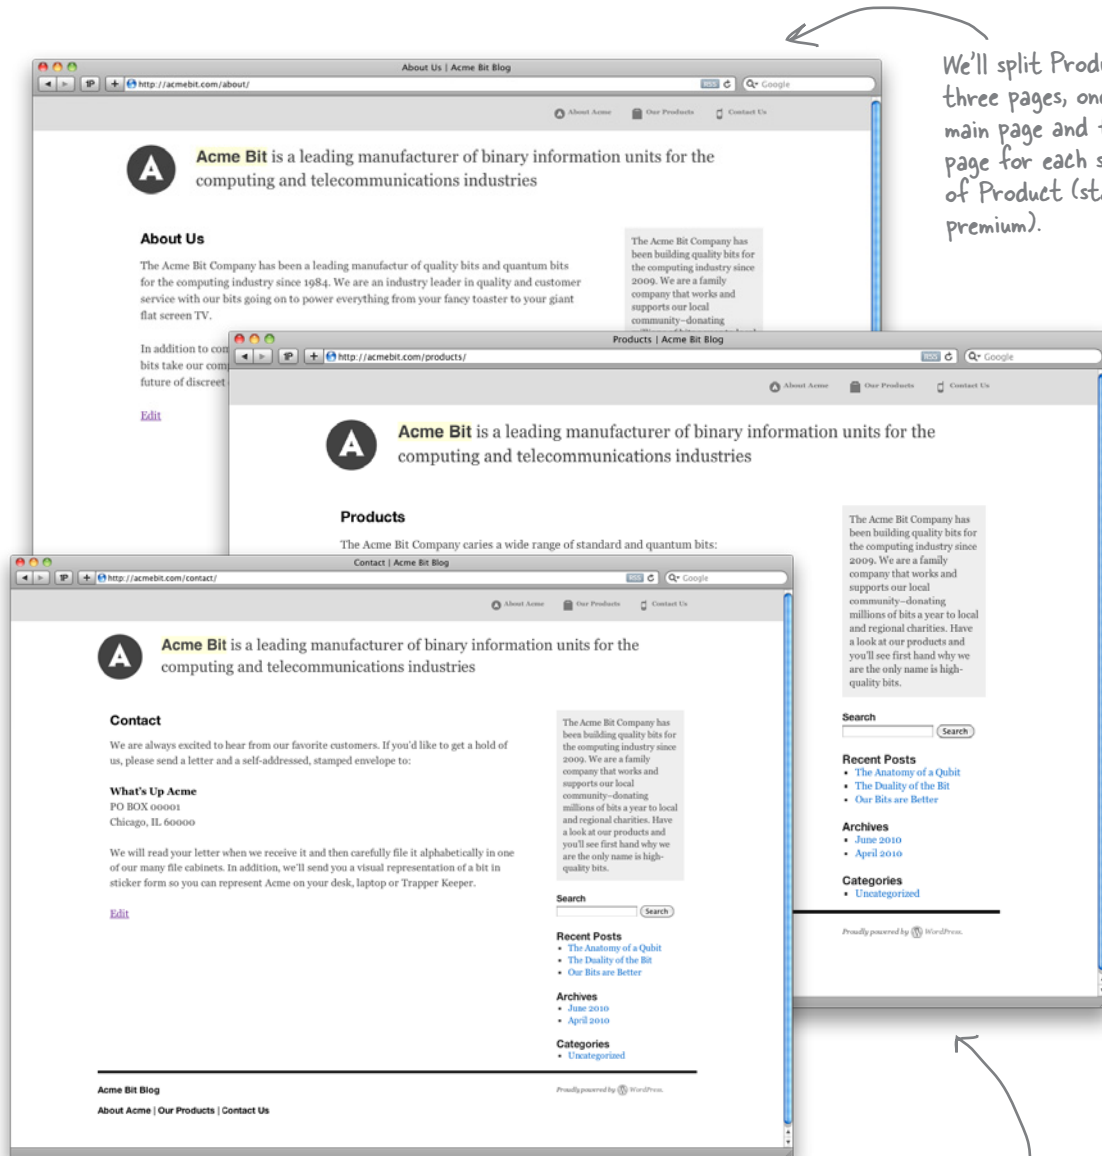 We'll split
three pages, one
main page and
page for each
of Product
premium).
About Us | Acme Bit Blog
http://acmebit.com/about/
RSS
Google
About Acme Our Products Contact Us
A
Acme Bit is a leading manufacturer of binary information units for the
computing and telecommunications industries
About Us
The Acme Bit Company has been a leading manufactur of quality bits and quantum bits
for the computing industry since 1984. We are an industry leader in quality and customer
service with our bits going on to power everything from your fancy toaster to your giant
flat screen TV.
In addition to
bits take our
future of discreet
Edit
The Acme Bit Company has
been building quality bits for
the computing industry since
2009. We are a family
company that works and
supports our local
community–donating
Products | Acme Bit Blog
http://acmebit.com/products/
RSS
Google
About Acme Our Products Contact Us
A
Acme Bit is a leading manufacturer of binary information units for the
computing and telecommunications industries
Products
The Acme Bit Company caries a wide range of standard and quantum bits:
The Acme Bit Company has
been building quality bits for
the computing industry since
2009. We are a family
company that works and
supports our local
community–donating
millions of bits a year to local
and regional charities. Have
a look at our products and
you'll see first hand why we
are the only name is high-
quality bits.
Search
Search
Recent Posts
The Anatomy of a Qubit
The Duality of the Bit
Our Bits are Better
Archives
June 2010
April 2010
Categories
Uncategorized
Proudly powered by WordPress.
Contact | Acme Bit Blog
http://acmebit.com/contact/
RSS
Google
About Acme Our Products Contact Us
A
Acme Bit is a leading manufacturer of binary information units for the
computing and telecommunications industries
Contact
We are always excited to hear from our favorite customers. If you'd like to get a hold of
us, please send a letter and a self-addressed, stamped envelope to:
What's Up Acme
PO BOX 00001
Chicago, IL 60000
We will read your letter when we receive it and then carefully file it alphabetically in one
of our many file cabinets. In addition, we'll send you a visual representation of a bit in
sticker form so you can represent Acme on your desk, laptop or Trapper Keeper.
Edit
The Acme Bit Company has
been building quality bits for
the computing industry since
2009. We are a family
company that works and
supports our local
community–donating
millions of bits a year to local
and regional charities. Have
a look at our products and
you'll see first hand why we
are the only name is high-
quality bits.
Search
Search
Recent Posts
The Anatomy of a Qubit
The Duality of the Bit
Our Bits are Better
Archives
June 2010
April 2010
Categories
Uncategorized
Acme Bit Blog
Proudly powered by WordPress.
About Acme | Our Products | Contact Us